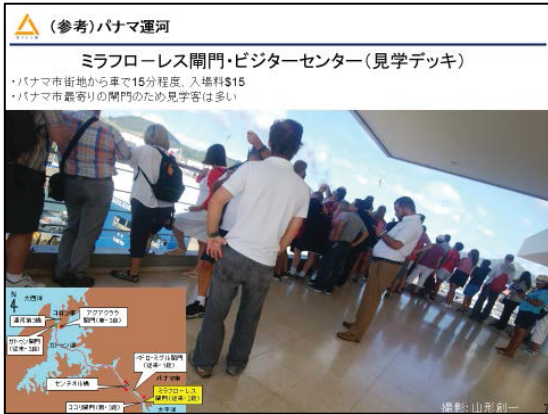 (参考)パナマ運河
ミラフローレス閘門・ビジターセンター(見学デッキ)
・パナマ市街地から車で15分程度、入場料$15
・パナマ市最寄りの閘門のため見学客は多い
N
大西洋
コロン港
運河第3橋
アグアクララ
閘門(新・3段)
ガトゥン閘門
(従来・3段)
ガトゥン湖
ペドロ・ミゲル閘門
(従来・1段)
センテネル橋
パナマ市
ミラフローレス
閘門(従来・2段)
ココリ閘門(新・3段)
太平洋
撮影:山形創一